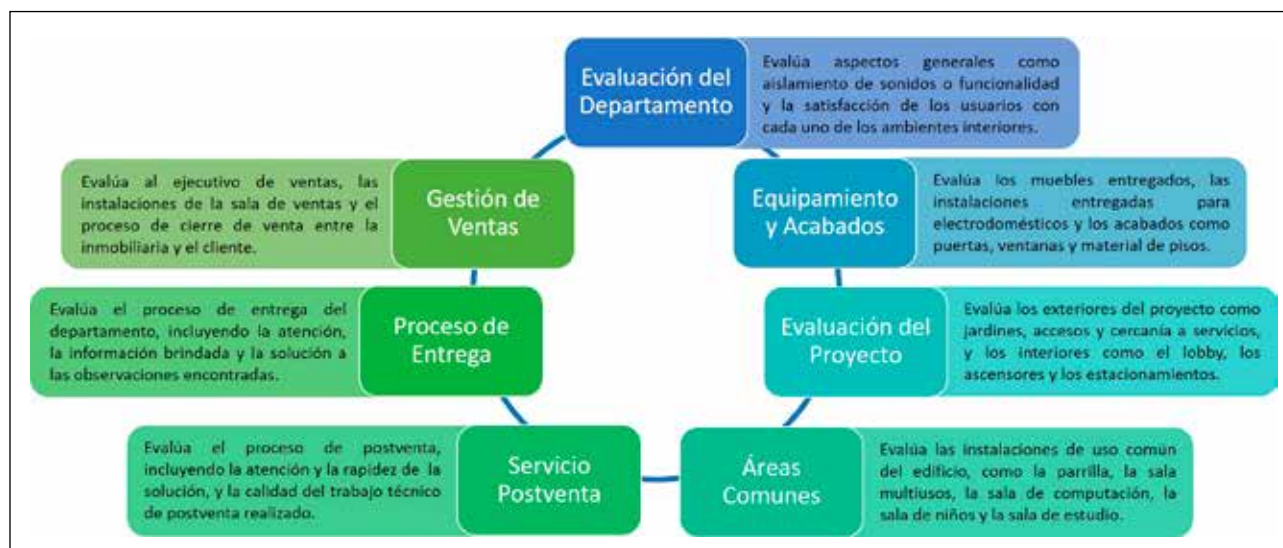 Evaluación del
Departamento
Evalúa aspectos generales como
aislamiento de sonidos o funcionalidad
y la satisfacción de los usuarios con
cada uno de los ambientes interiores.
Equipamiento
y Acabados
Evalúa los muebles entregados, las
instalaciones entregadas para
electrodomésticos y los acabados como
puertas, ventanas y material de pisos.
Evaluación del
Proyecto
Evalúa los exteriores del proyecto como
jardines, accesos y cercanía a servicios,
y los interiores como el lobby, los
ascensores y los estacionamientos.
Áreas
Comunes
Evalúa las instalaciones de uso común
del edificio, como la parrilla, la sala
multiusos, la sala de computación, la
sala de niños y la sala de estudio.
Servicio
Postventa
Evalúa el proceso de postventa,
incluyendo la atención y la rapidez de la
solución, y la calidad del trabajo técnico
de postventa realizado.
Proceso de
Entrega
Evalúa el proceso de entrega del
departamento, incluyendo la atención,
la información brindada y la solución a
las observaciones encontradas.
Gestión de
Ventas
Evalúa al ejecutivo de ventas, las
instalaciones de la sala de ventas y el
proceso de cierre de venta entre la
inmobiliaria y el cliente.